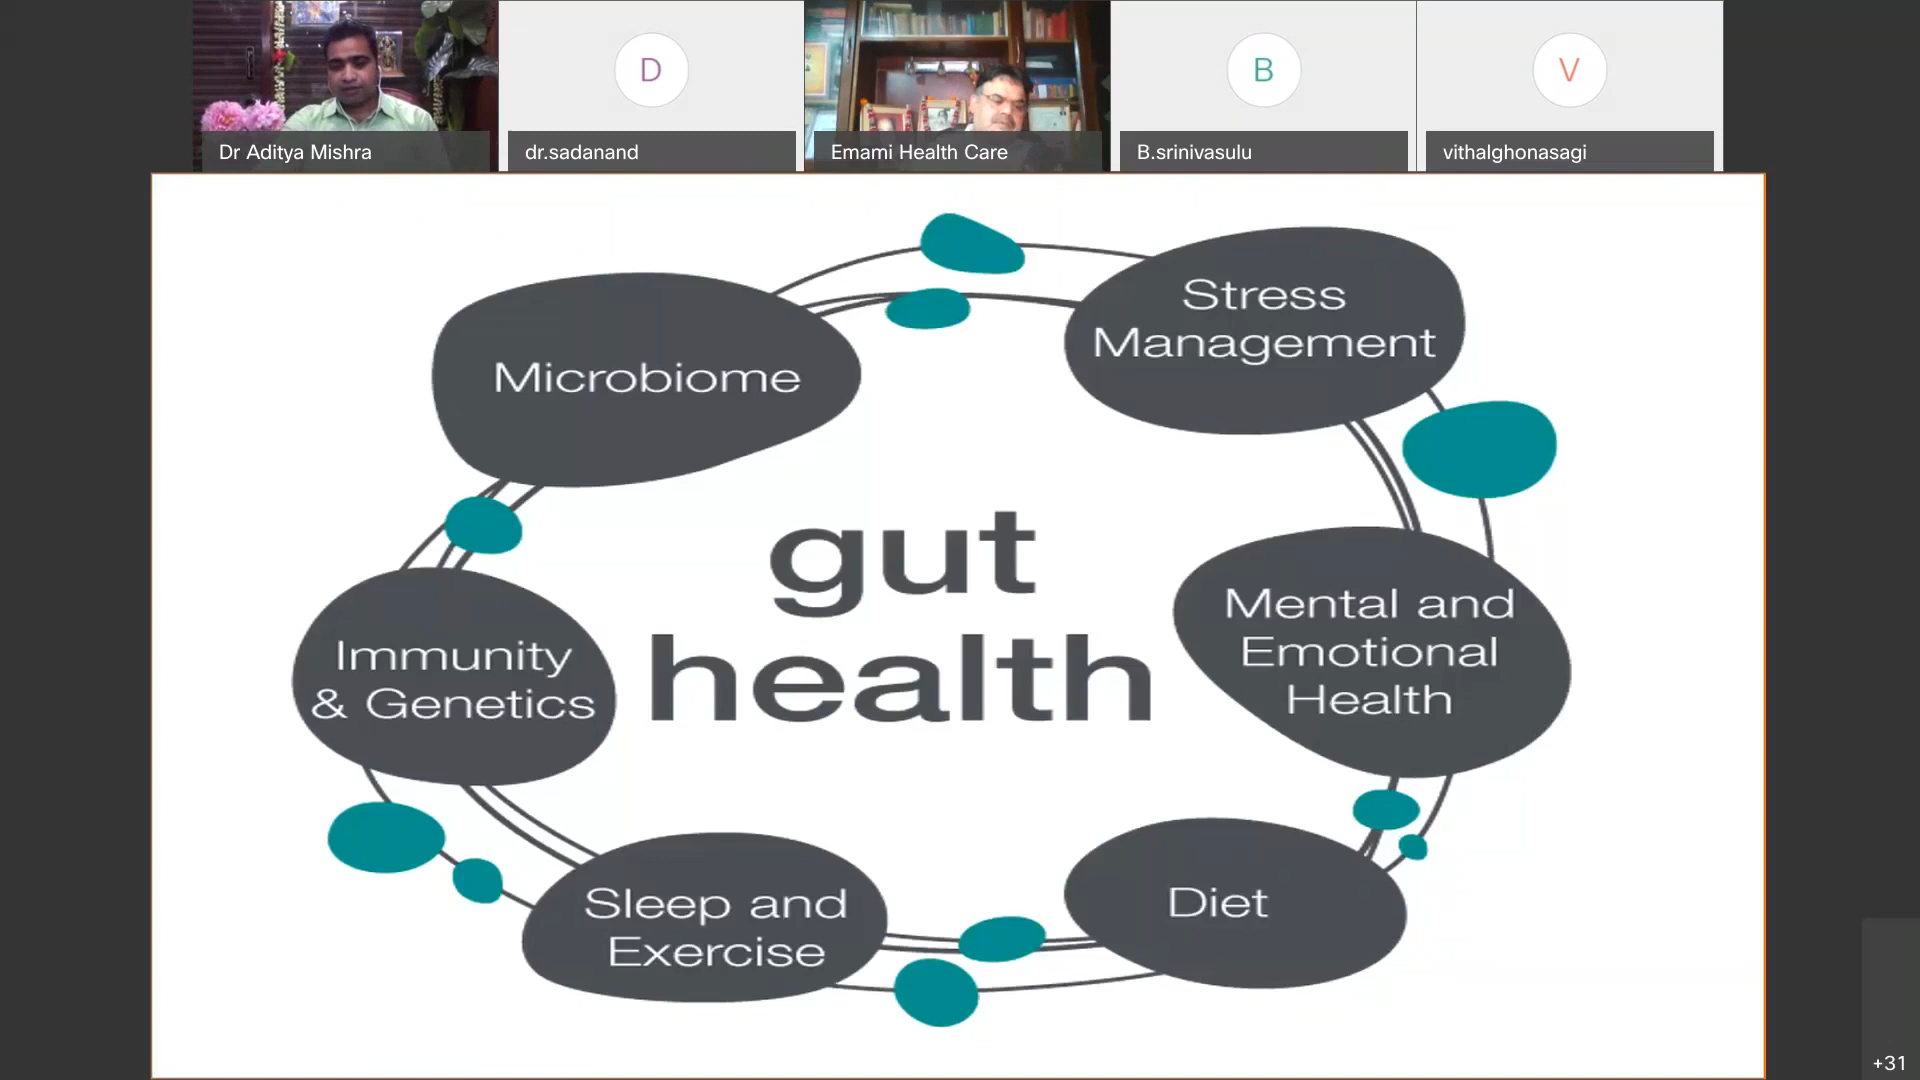 D
B
V
Dr Aditya Mishra
dr.sadanand
Emami Health Care
B.srinivasulu
vithalghonasagi
Microbiome
Stress
Management
gut
health
Immunity
& Genetics
Mental and
Emotional
Health
Sleep and
Exercise
Diet
+31